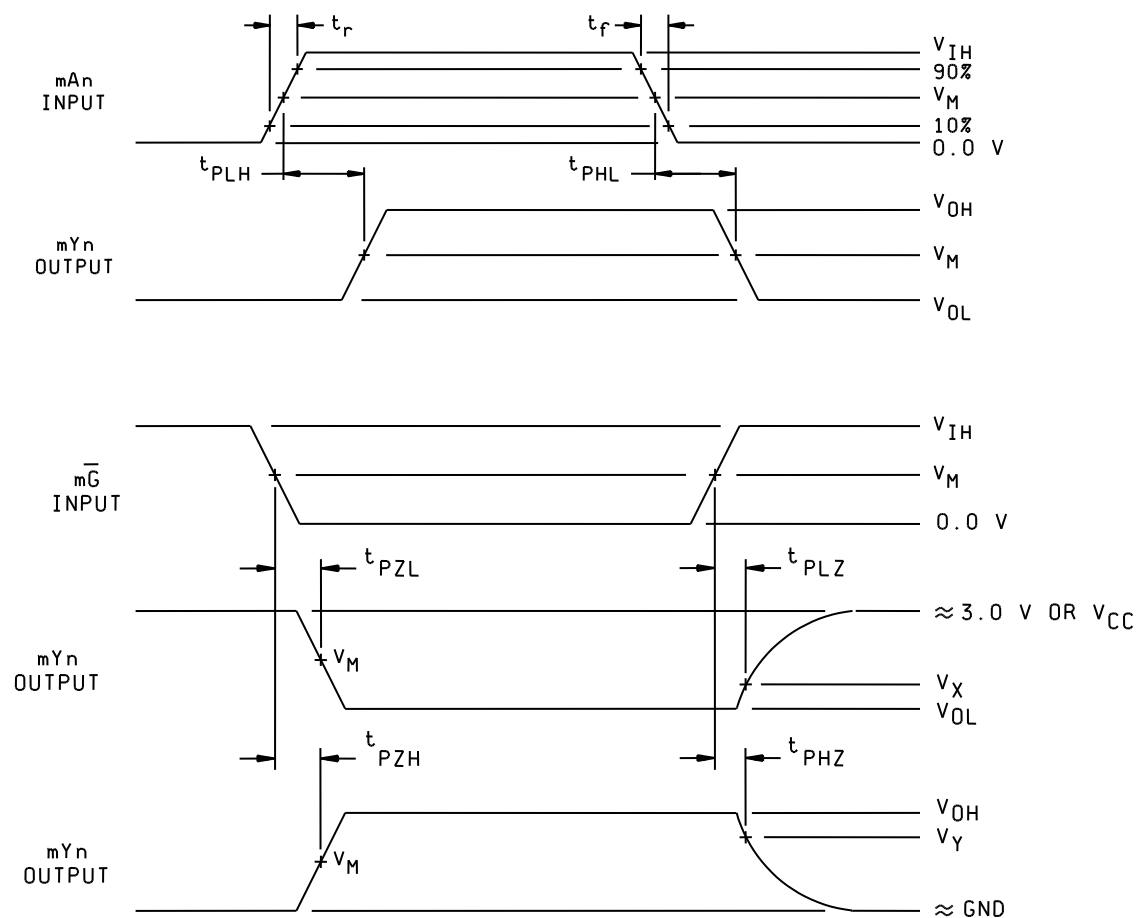 t_r
t_f
mAn
INPUT
V_IH
90%
V_M
10%
0.0 V
t_PLH
t_PHL
mYn
OUTPUT
V_OH
V_M
V_OL
mG̅
INPUT
V_IH
V_M
0.0 V
t_PZL
t_PLZ
mYn
OUTPUT
V_M
≈ 3.0 V OR V_CC
V_X
V_OL
t_PZH
t_PHZ
mYn
OUTPUT
V_M
V_OH
V_Y
≈ GND